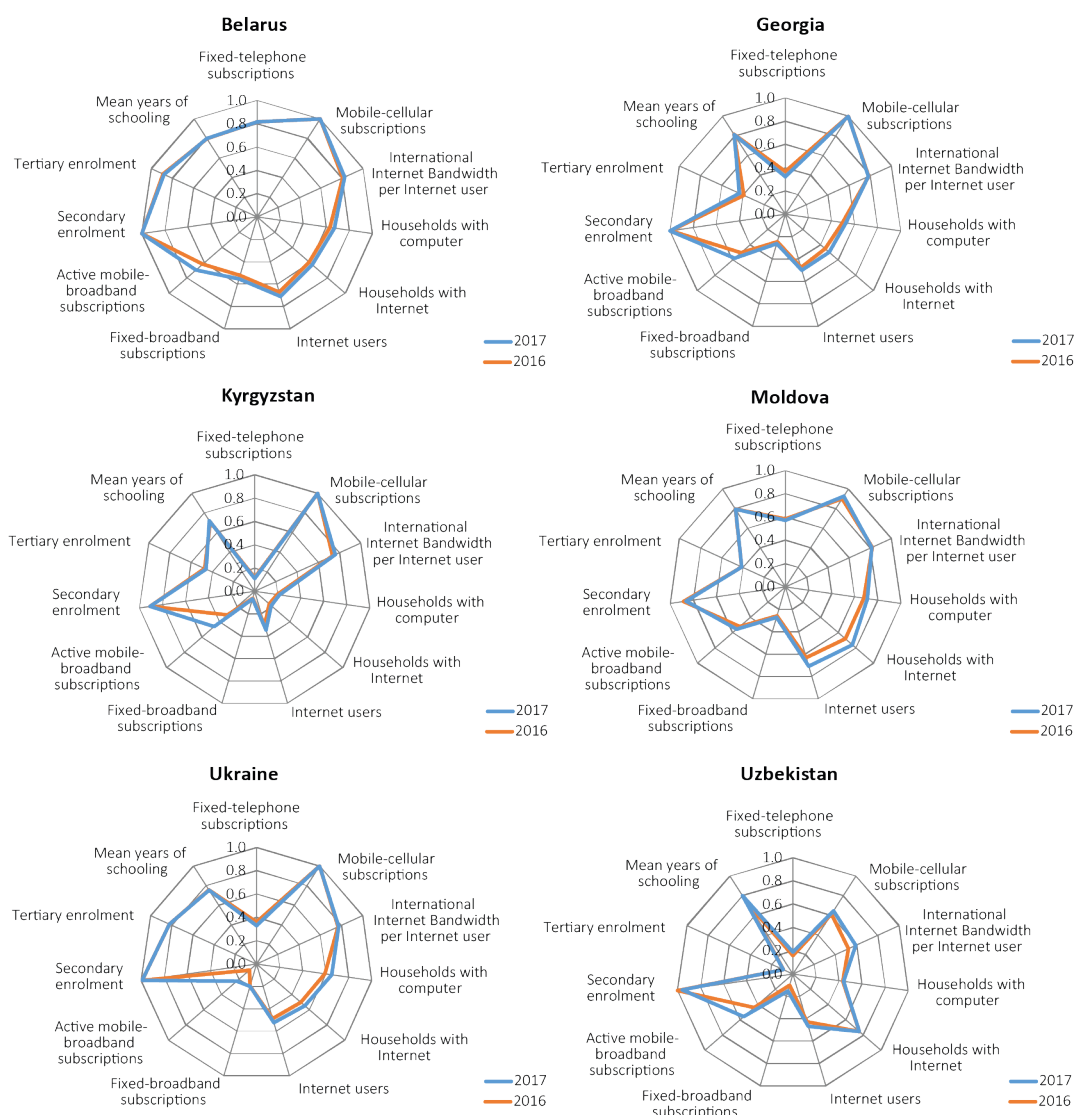 Belarus
Fixed-telephone
subscriptions
Mean years of
schooling
Mobile-cellular
subscriptions
Tertiary enrolment
International
Internet Bandwidth
per Internet user
Secondary
enrolment
Households with
computer
Active mobile-
broadband
subscriptions
Households with
Internet
Fixed-broadband
subscriptions
Internet users
1.0
0.8
0.6
0.4
0.2
0.0
2017
2016
Georgia
Fixed-telephone
subscriptions
Mean years of
schooling
Mobile-cellular
subscriptions
Tertiary enrolment
International
Internet Bandwidth
per Internet user
Secondary
enrolment
Households with
computer
Active mobile-
broadband
subscriptions
Households with
Internet
Fixed-broadband
subscriptions
Internet users
1.0
0.8
0.6
0.4
0.2
0.0
2017
2016
Kyrgyzstan
Fixed-telephone
subscriptions
Mean years of
schooling
Mobile-cellular
subscriptions
Tertiary enrolment
International
Internet Bandwidth
per Internet user
Secondary
enrolment
Households with
computer
Active mobile-
broadband
subscriptions
Households with
Internet
Fixed-broadband
subscriptions
Internet users
1.0
0.8
0.6
0.4
0.2
0.0
2017
2016
Moldova
Fixed-telephone
subscriptions
Mean years of
schooling
Mobile-cellular
subscriptions
Tertiary enrolment
International
Internet Bandwidth
per Internet user
Secondary
enrolment
Households with
computer
Active mobile-
broadband
subscriptions
Households with
Internet
Fixed-broadband
subscriptions
Internet users
1.0
0.8
0.6
0.4
0.2
0.0
2017
2016
Ukraine
Fixed-telephone
subscriptions
Mean years of
schooling
Mobile-cellular
subscriptions
Tertiary enrolment
International
Internet Bandwidth
per Internet user
Secondary
enrolment
Households with
computer
Active mobile-
broadband
subscriptions
Households with
Internet
Fixed-broadband
subscriptions
Internet users
1.0
0.8
0.6
0.4
0.2
0.0
2017
2016
Uzbekistan
Fixed-telephone
subscriptions
Mean years of
schooling
Mobile-cellular
subscriptions
Tertiary enrolment
International
Internet Bandwidth
per Internet user
Secondary
enrolment
Households with
computer
Active mobile-
broadband
subscriptions
Households with
Internet
Fixed-broadband
subscriptions
Internet users
1.0
0.8
0.6
0.4
0.2
0.0
2017
2016